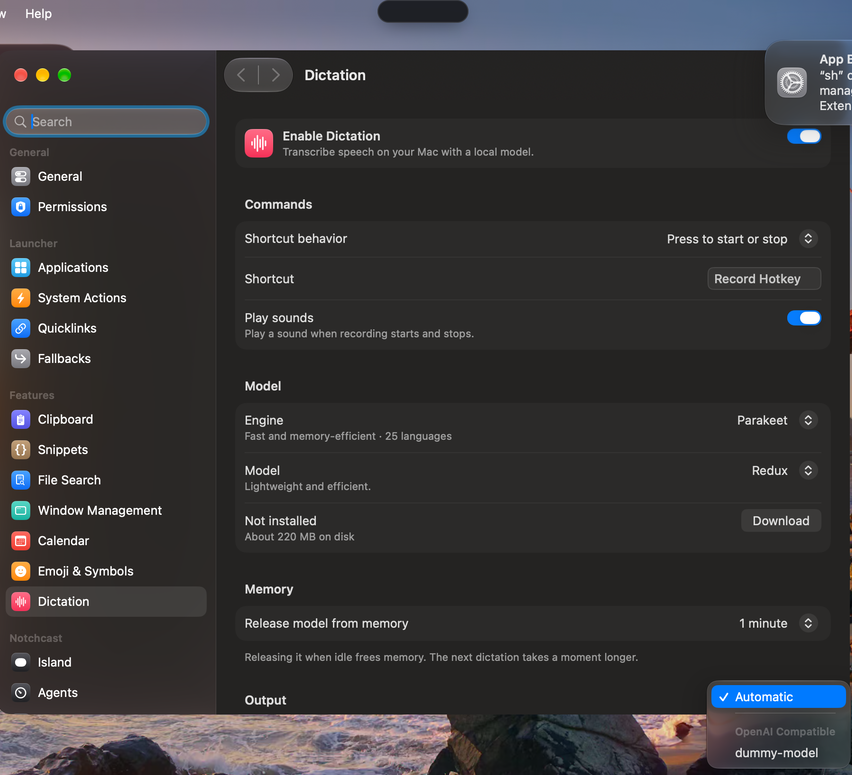 Help
Dictation
App
"sh"
Search
Enable Dictation
Transcribe speech on your Mac with a local model.
General
General
Permissions
Launcher
Applications
System Actions
Quicklinks
Fallbacks
Features
Clipboard
Snippets
File Search
Window Management
Calendar
Emoji & Symbols
Dictation
Notchcast
Island
Agents
Commands
Shortcut behavior
Press to start or stop
Shortcut
Record Hotkey
Play sounds
Play a sound when recording starts and stops.
Model
Engine
Parakeet
Fast and memory-efficient · 25 languages
Model
Redux
Lightweight and efficient.
Not installed
Download
About 220 MB on disk
Memory
Release model from memory
1 minute
Releasing it when idle frees memory. The next dictation takes a moment longer.
Output
Automatic
OpenAI Compatible
dummy-model